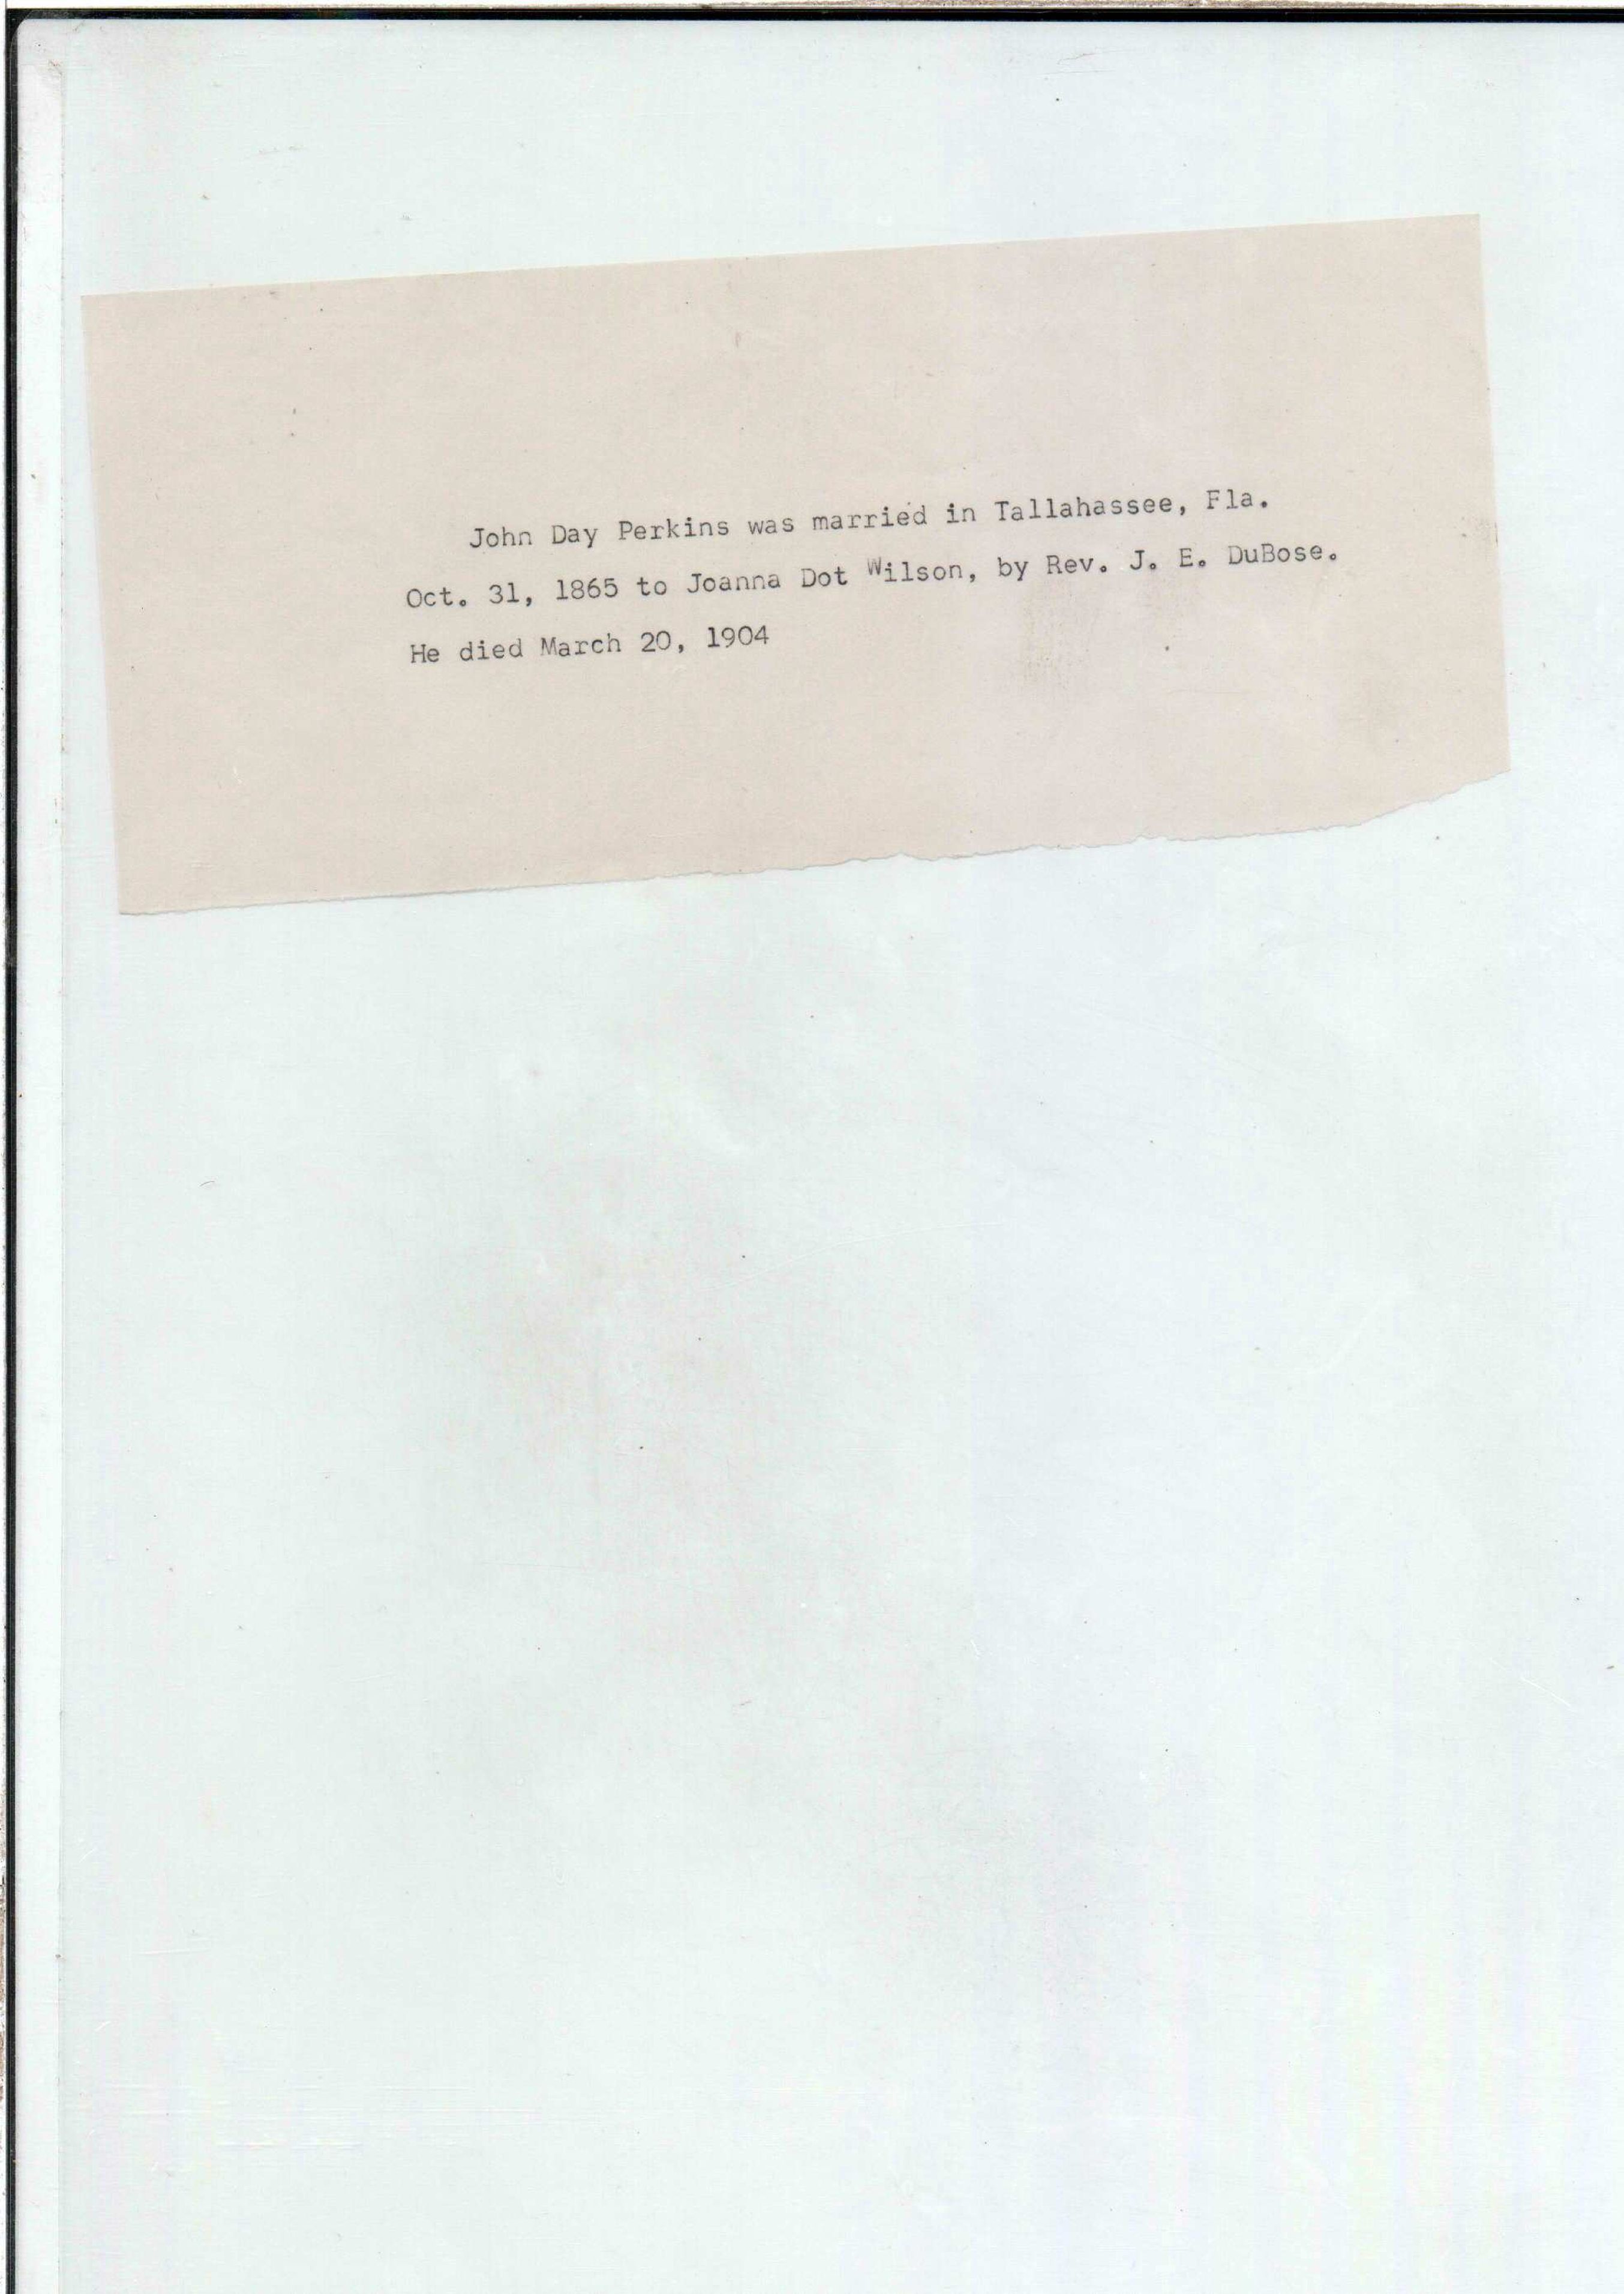 John Day Perkins was married in Tallahassee, Fla.
Oct. 31, 1865 to Joanna Dot Wilson, by Rev. J. E. DuBose.
He died March 20, 1904